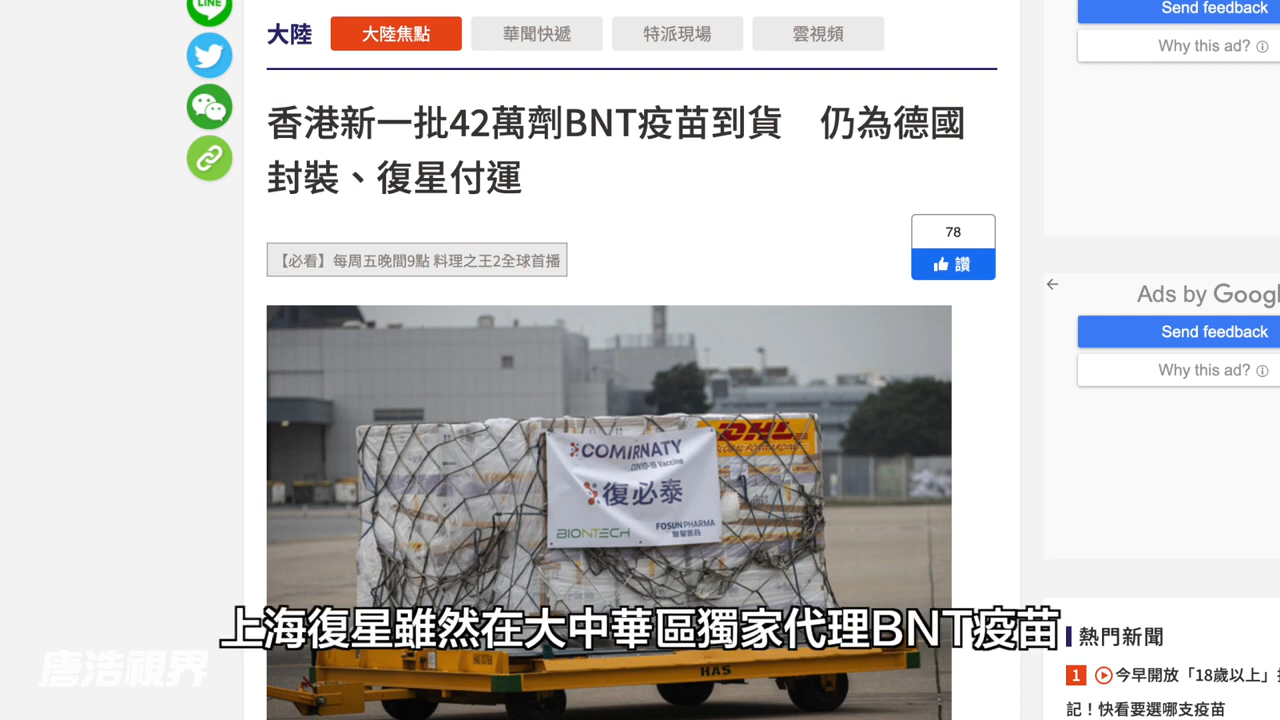 LINE
大陸
大陸焦點
華聞快遞
特派現場
雲視頻
香港新一批42萬劑BNT疫苗到貨　仍為德國
封裝、復星付運
【必看】每周五晚間9點 料理之王2全球首播
78
讚
Send feedback
Why this ad?
Ads by Googl
Send feedback
Why this ad?
DHL
COMIRNATY
COVID-19 Vaccine
復必泰
BIONTECH
FOSUN PHARMA
复星医药
HAS
上海復星雖然在大中華區獨家代理BNT疫苗
唐浩視界
熱門新聞
1 今早開放「18歲以上」
記！快看要選哪支疫苗